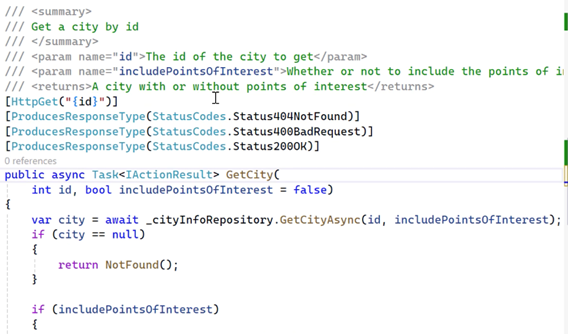 /// <summary>
/// Get a city by id
/// </summary>
/// <param name="id">The id of the city to get</param>
/// <param name="includePointsOfInterest">Whether or not to include the points of
/// <returns>A city with or without points of interest</returns>
[HttpGet("{id}")]
[ProducesResponseType(StatusCodes.Status404NotFound)]
[ProducesResponseType(StatusCodes.Status400BadRequest)]
[ProducesResponseType(StatusCodes.Status200OK)]
0 references
public async Task<IActionResult> GetCity(
int id, bool includePointsOfInterest = false)
{
var city = await _cityInfoRepository.GetCityAsync(id, includePointsOfInterest);
if (city == null)
{
return NotFound();
}
if (includePointsOfInterest)
{